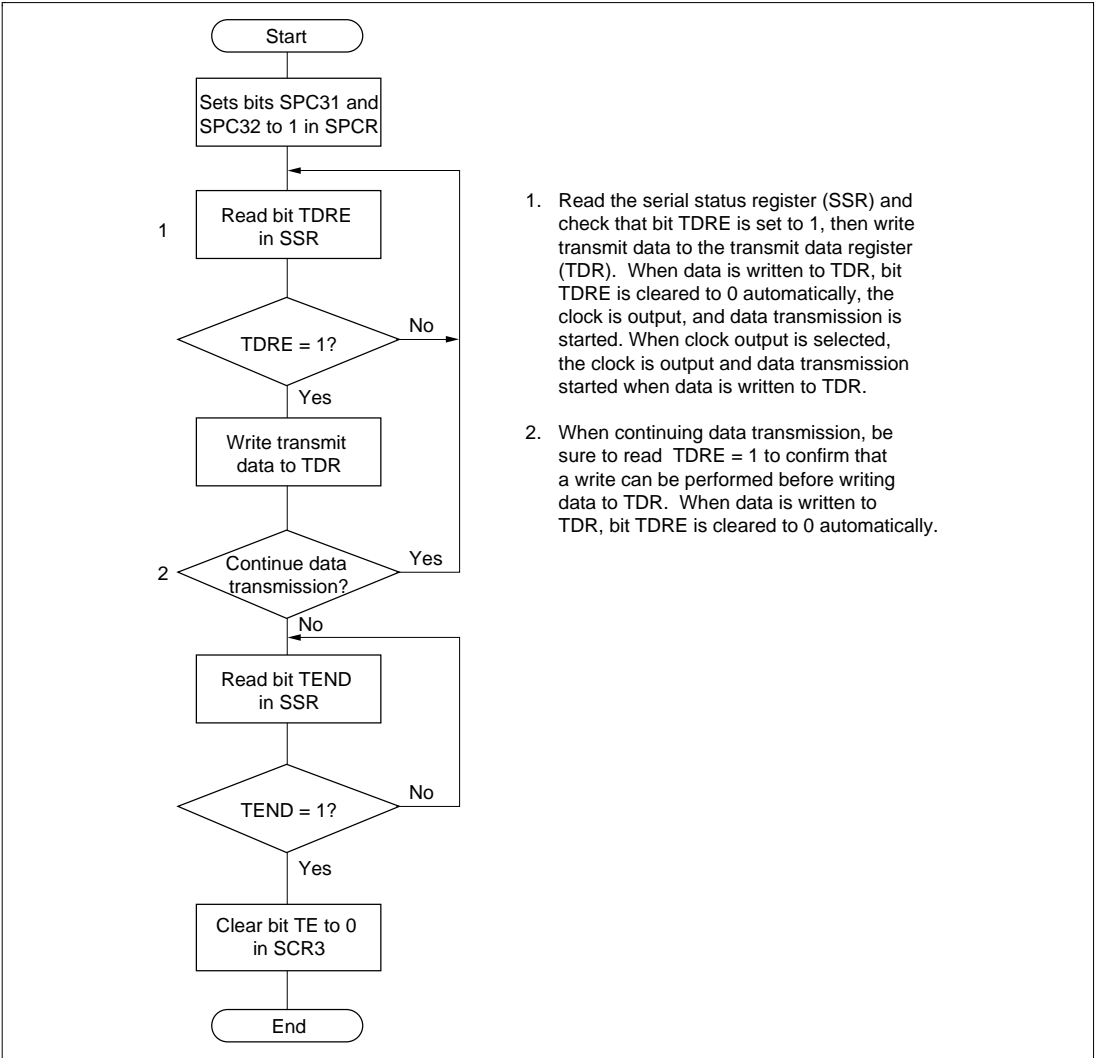 Start
Sets bits SPC31 and
SPC32 to 1 in SPCR
1
Read bit TDRE
in SSR
TDRE = 1?
No
Yes
Write transmit
data to TDR
2
Continue data
transmission?
Yes
No
Read bit TEND
in SSR
TEND = 1?
No
Yes
Clear bit TE to 0
in SCR3
End
1. Read the serial status register (SSR) and
check that bit TDRE is set to 1, then write
transmit data to the transmit data register
(TDR). When data is written to TDR, bit
TDRE is cleared to 0 automatically, the
clock is output, and data transmission is
started. When clock output is selected,
the clock is output and data transmission
started when data is written to TDR.
2. When continuing data transmission, be
sure to read TDRE = 1 to confirm that
a write can be performed before writing
data to TDR. When data is written to
TDR, bit TDRE is cleared to 0 automatically.